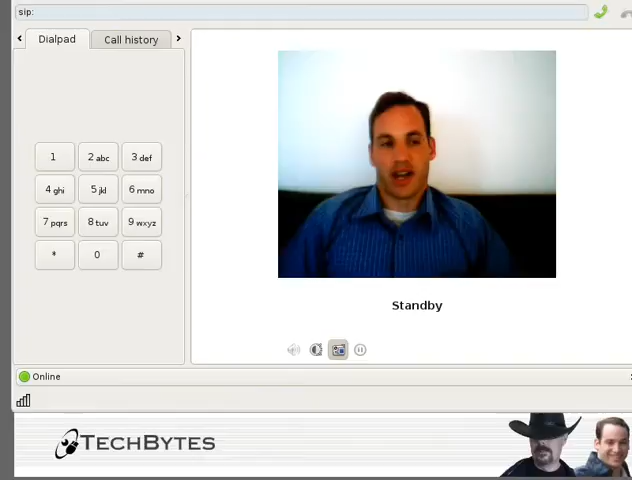 sip:
Dialpad
Call history
1
2 abc
3 def
4 ghi
5 jkl
6 mno
7 pqrs
8 tuv
9 wxyz
*
0
#
Standby
Online
TECHBYTES